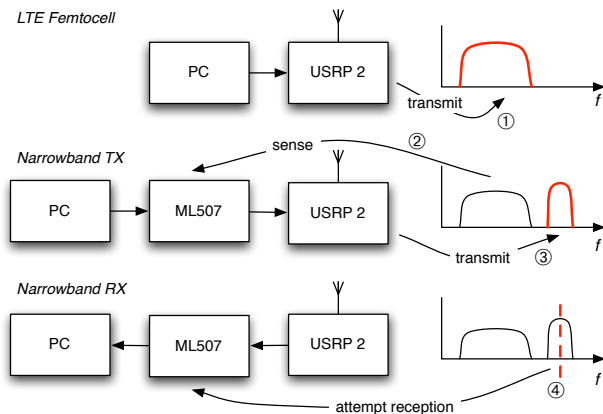 LTE Femtocell
PC
USRP 2
transmit
①
f
Narrowband TX
sense
②
PC
ML507
USRP 2
transmit
③
f
Narrowband RX
PC
ML507
USRP 2
attempt reception
④
f